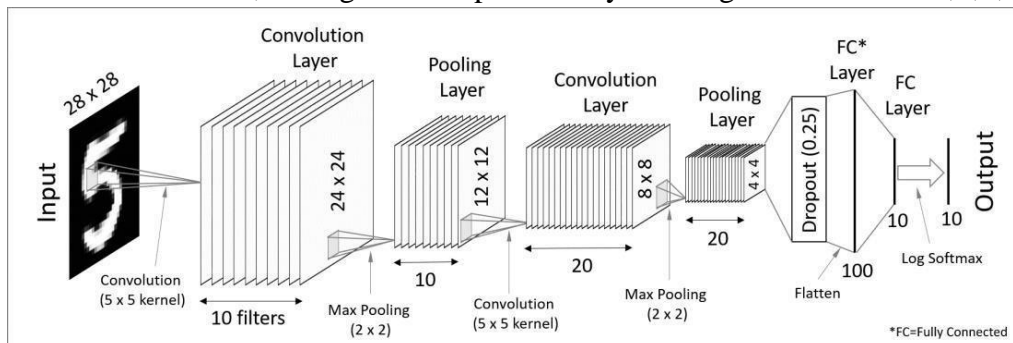 Convolution
Layer
Pooling
Layer
Convolution
Layer
Pooling
Layer
FC*
Layer
FC
Layer
28 x 28
Input
24 x 24
12 x 12
8 x 8
4 x 4
Dropout (0.25)
Output
Convolution
(5 x 5 kernel)
10 filters
Max Pooling
(2 x 2)
10
Convolution
(5 x 5 kernel)
20
Max Pooling
(2 x 2)
20
Flatten
100
10
10
Log Softmax
*FC=Fully Connected